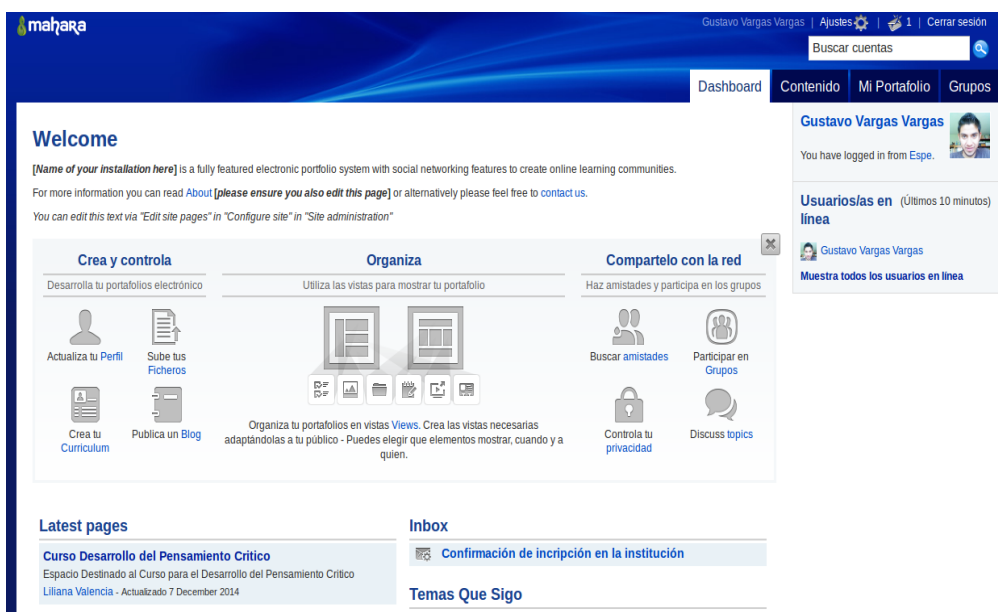 mahara
Gustavo Vargas Vargas | Ajustes | 1 | Cerrar sesión
Buscar cuentas
Dashboard Contenido Mi Portafolio Grupos
Welcome
[Name of your installation here] is a fully featured electronic portfolio system with social networking features to create online learning communities.
For more information you can read About [please ensure you also edit this page] or alternatively please feel free to contact us.
You can edit this text via "Edit site pages" in "Configure site" in "Site administration"
Gustavo Vargas Vargas
You have logged in from Espe.
Usuarios/as en (Últimos 10 minutos)
línea
Gustavo Vargas Vargas
Muestra todos los usuarios en línea
Crea y controla
Desarrolla tu portafolios electrónico
Actualiza tu Perfil
Sube tus
Ficheros
Crea tu
Curriculum
Publica un Blog
Organiza
Utiliza las vistas para mostrar tu portafolio
Organiza tu portafolios en vistas Views. Crea las vistas necesarias
adaptándolas a tu público - Puedes elegir que elementos mostrar, cuando y a
quien.
Compartelo con la red
Haz amistades y participa en los grupos
Buscar amistades
Participar en
Grupos
Controla tu
privacidad
Discuss topics
Latest pages
Curso Desarrollo del Pensamiento Critico
Espacio Destinado al Curso para el Desarrollo del Pensamiento Critico
Liliana Valencia - Actualizado 7 December 2014
Inbox
Confirmación de incripción en la institución
Temas Que Sigo